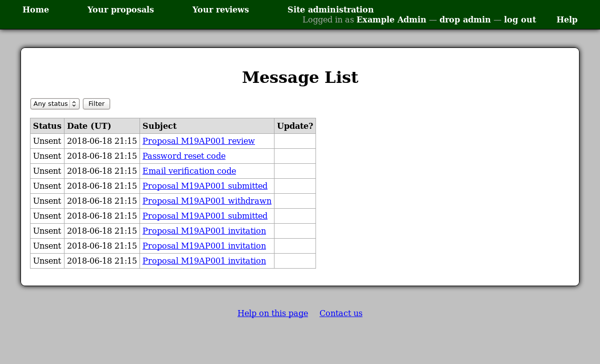 Home Your proposals Your reviews Site administration
Logged in as Example Admin — drop admin — log out Help
Message List
Any status Filter
Status Date (UT) Subject Update?
Unsent 2018-06-18 21:15 Proposal M19AP001 review
Unsent 2018-06-18 21:15 Password reset code
Unsent 2018-06-18 21:15 Email verification code
Unsent 2018-06-18 21:15 Proposal M19AP001 submitted
Unsent 2018-06-18 21:15 Proposal M19AP001 withdrawn
Unsent 2018-06-18 21:15 Proposal M19AP001 submitted
Unsent 2018-06-18 21:15 Proposal M19AP001 invitation
Unsent 2018-06-18 21:15 Proposal M19AP001 invitation
Unsent 2018-06-18 21:15 Proposal M19AP001 invitation
Help on this page Contact us